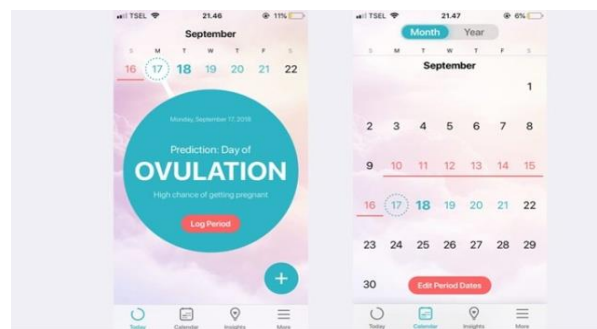 TSEL 21.46 11%
September
S M T W T F S
16 17 18 19 20 21 22
Monday, September 17, 2018
Prediction: Day of
OVULATION
High chance of getting pregnant
Log Period
+
Today Calendar Insights More
TSEL 21.47 6%
Month Year
S M T W T F S
September
1
2 3 4 5 6 7 8
9 10 11 12 13 14 15
16 17 18 19 20 21 22
23 24 25 26 27 28 29
30 Edit Period Dates
Today Calendar Insights More